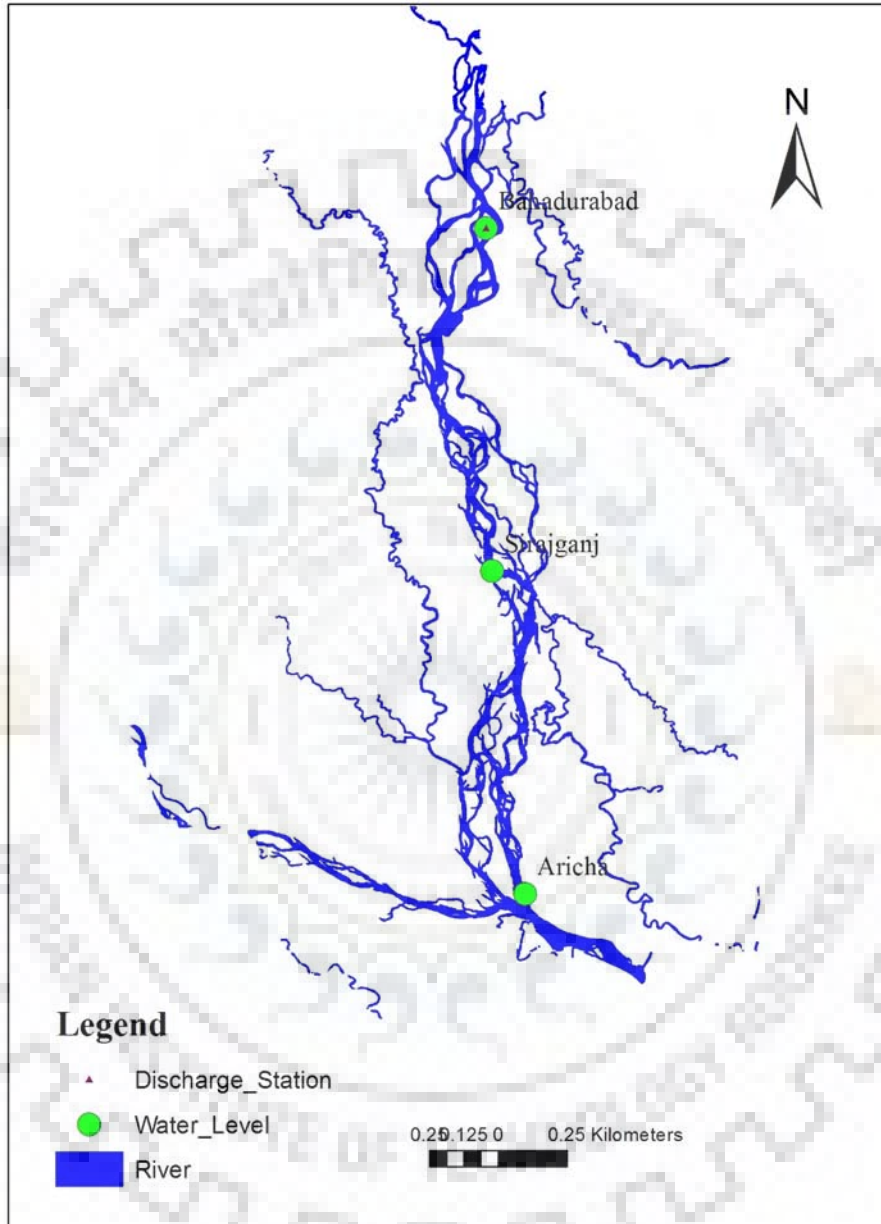 N
Bahadurabad
Sirajganj
Aricha
Legend
Discharge_Station
Water_Level
River
0.25 0.125 0 0.25 Kilometers